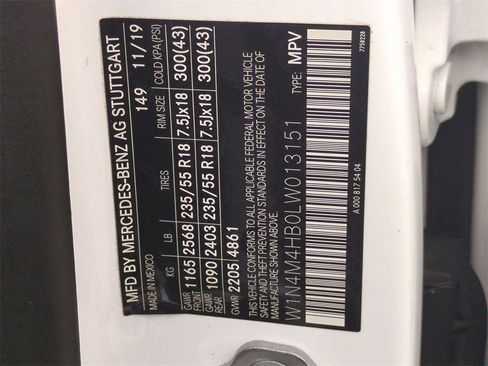 MFD BY MERCEDES-BENZ AG STUTTGART
MADE IN MEXICO 149 11/19
KG LB TIRES RIM SIZE COLD KPA(PSI)
GAWR FRONT 1165 2568 235/55 R18 7.5Jx18 300(43)
GAWR REAR 1090 2403 235/55 R18 7.5Jx18 300(43)
GVWR 2205 4861
THIS VEHICLE CONFORMS TO ALL APPLICABLE FEDERAL MOTOR VEHICLE
SAFETY AND THEFT PREVENTION STANDARDS IN EFFECT ON THE DATE OF
MANUFACTURE SHOWN ABOVE.
W1N4M4HB0LW013151 TYPE: MPV
A 000 817 54 04
7758228